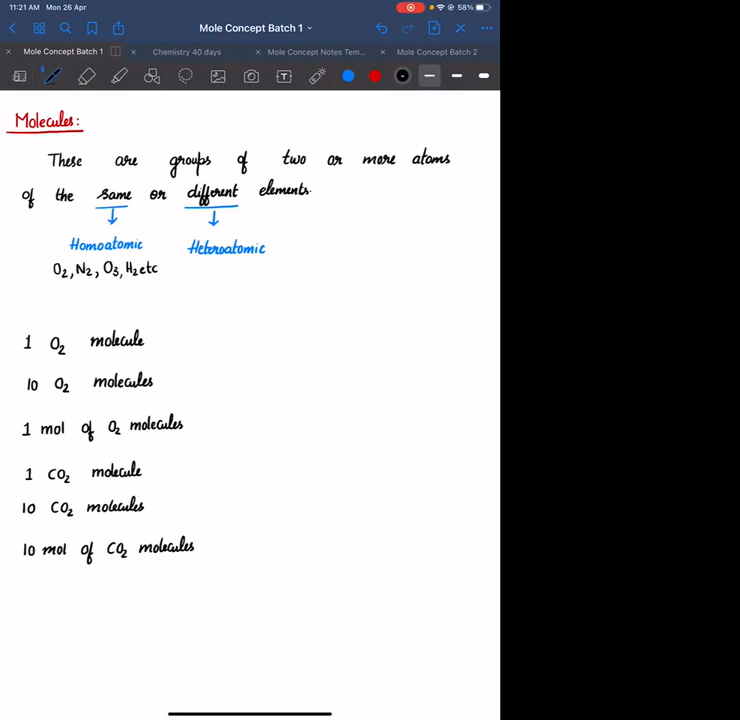 11:21 AM Mon 26 Apr
58%
Mole Concept Batch 1
Mole Concept Batch 1
Chemistry 40 days
Mole Concept Notes Tem...
Mole Concept Batch 2
Molecules:
These are groups of two or more atoms
of the same or different elements.
Homoatomic Heteroatomic
O₂, N₂, O₃, H₂ etc
1 O₂ molecule
10 O₂ molecules
1 mol of O₂ molecules
1 CO₂ molecule
10 CO₂ molecules
10 mol of CO₂ molecules